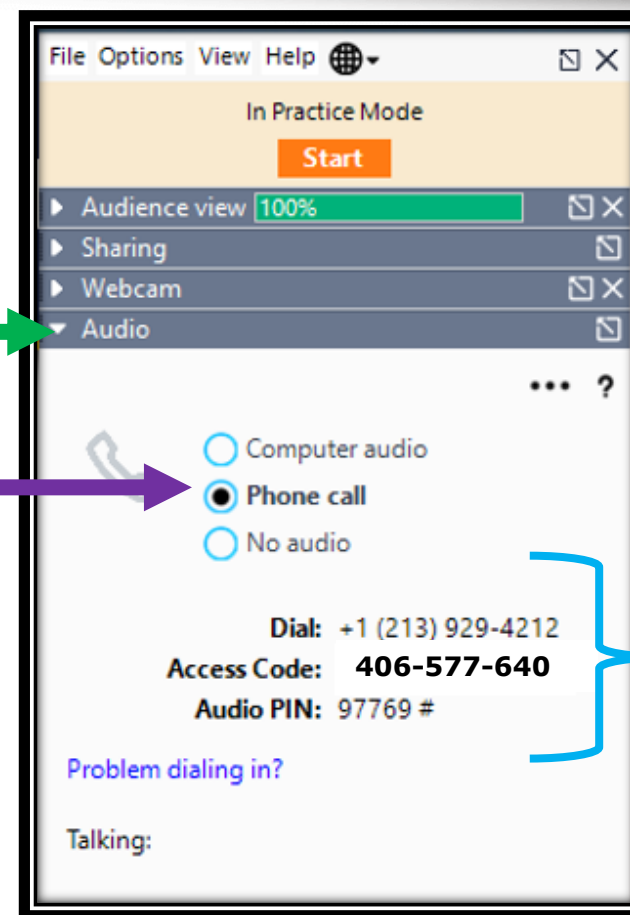 File Options View Help
In Practice Mode
Start
Audience view 100%
Sharing
Webcam
Audio
... ?
Computer audio
Phone call
No audio
Dial: +1 (213) 929-4212
Access Code: 406-577-640
Audio PIN: 97769 #
Problem dialing in?
Talking: